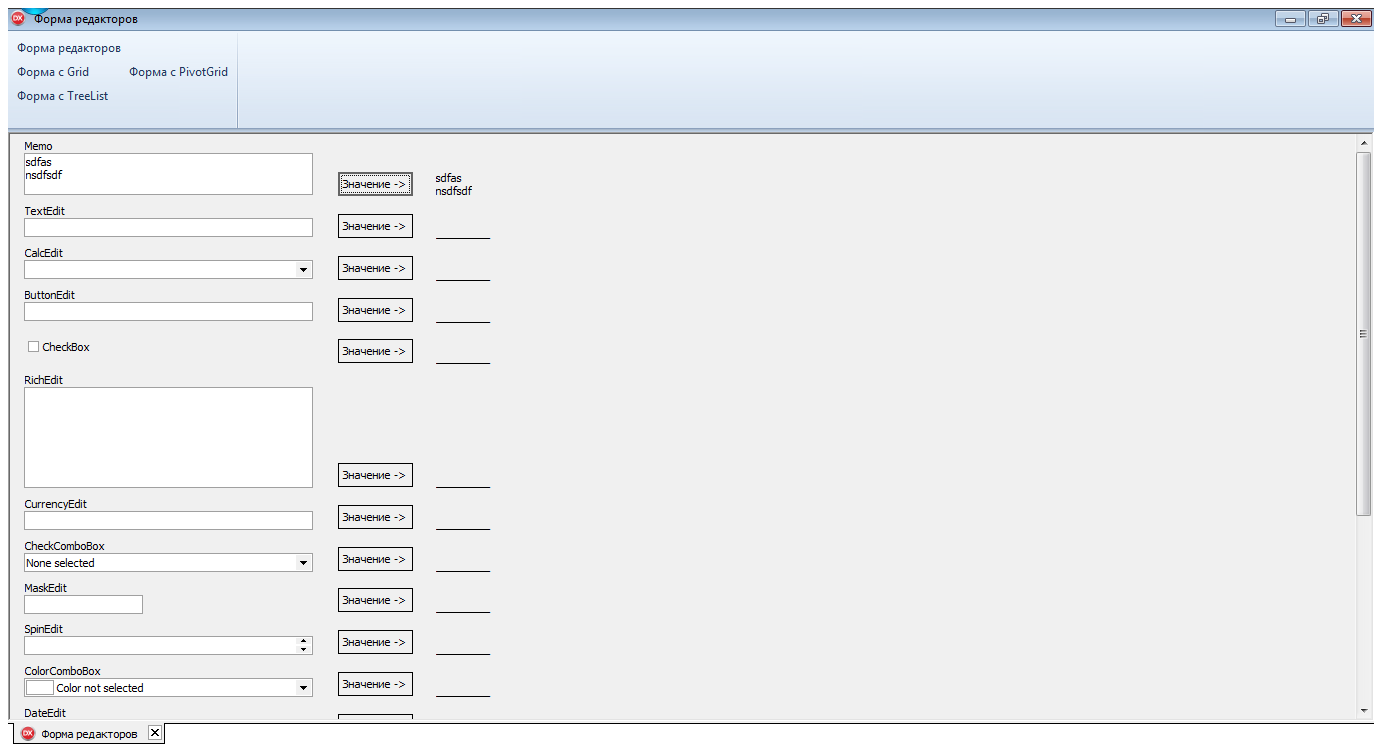 DX Форма редакторов
Форма редакторов
Форма с Grid Форма с PivotGrid
Форма с TreeList
Memo
sdfas
nsdfsdf
Значение ->
sdfas
nsdfsdf
TextEdit
Значение ->
CalcEdit
Значение ->
ButtonEdit
Значение ->
CheckBox
Значение ->
RichEdit
Значение ->
CurrencyEdit
Значение ->
CheckComboBox
None selected
Значение ->
MaskEdit
Значение ->
SpinEdit
Значение ->
ColorComboBox
Color not selected
Значение ->
DateEdit
DX Форма редакторов